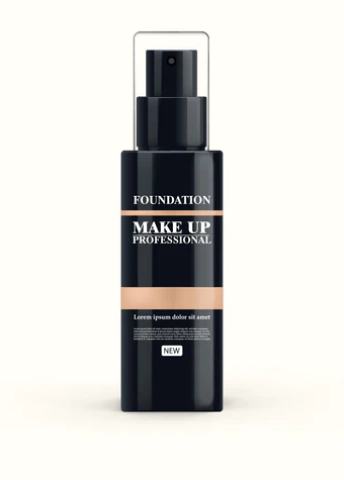 FOUNDATION
MAKE UP
PROFESSIONAL
Lorem ipsum dolor sit amet
NEW